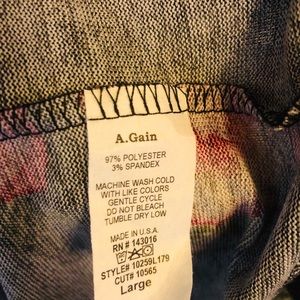 A.Gain
97% POLYESTER
3% SPANDEX
MACHINE WASH COLD
WITH LIKE COLORS
GENTLE CYCLE
DO NOT BLEACH
TUMBLE DRY LOW
MADE IN U.S.A.
RN # 143016
STYLE# 10259L179
CUT# 10565
Large